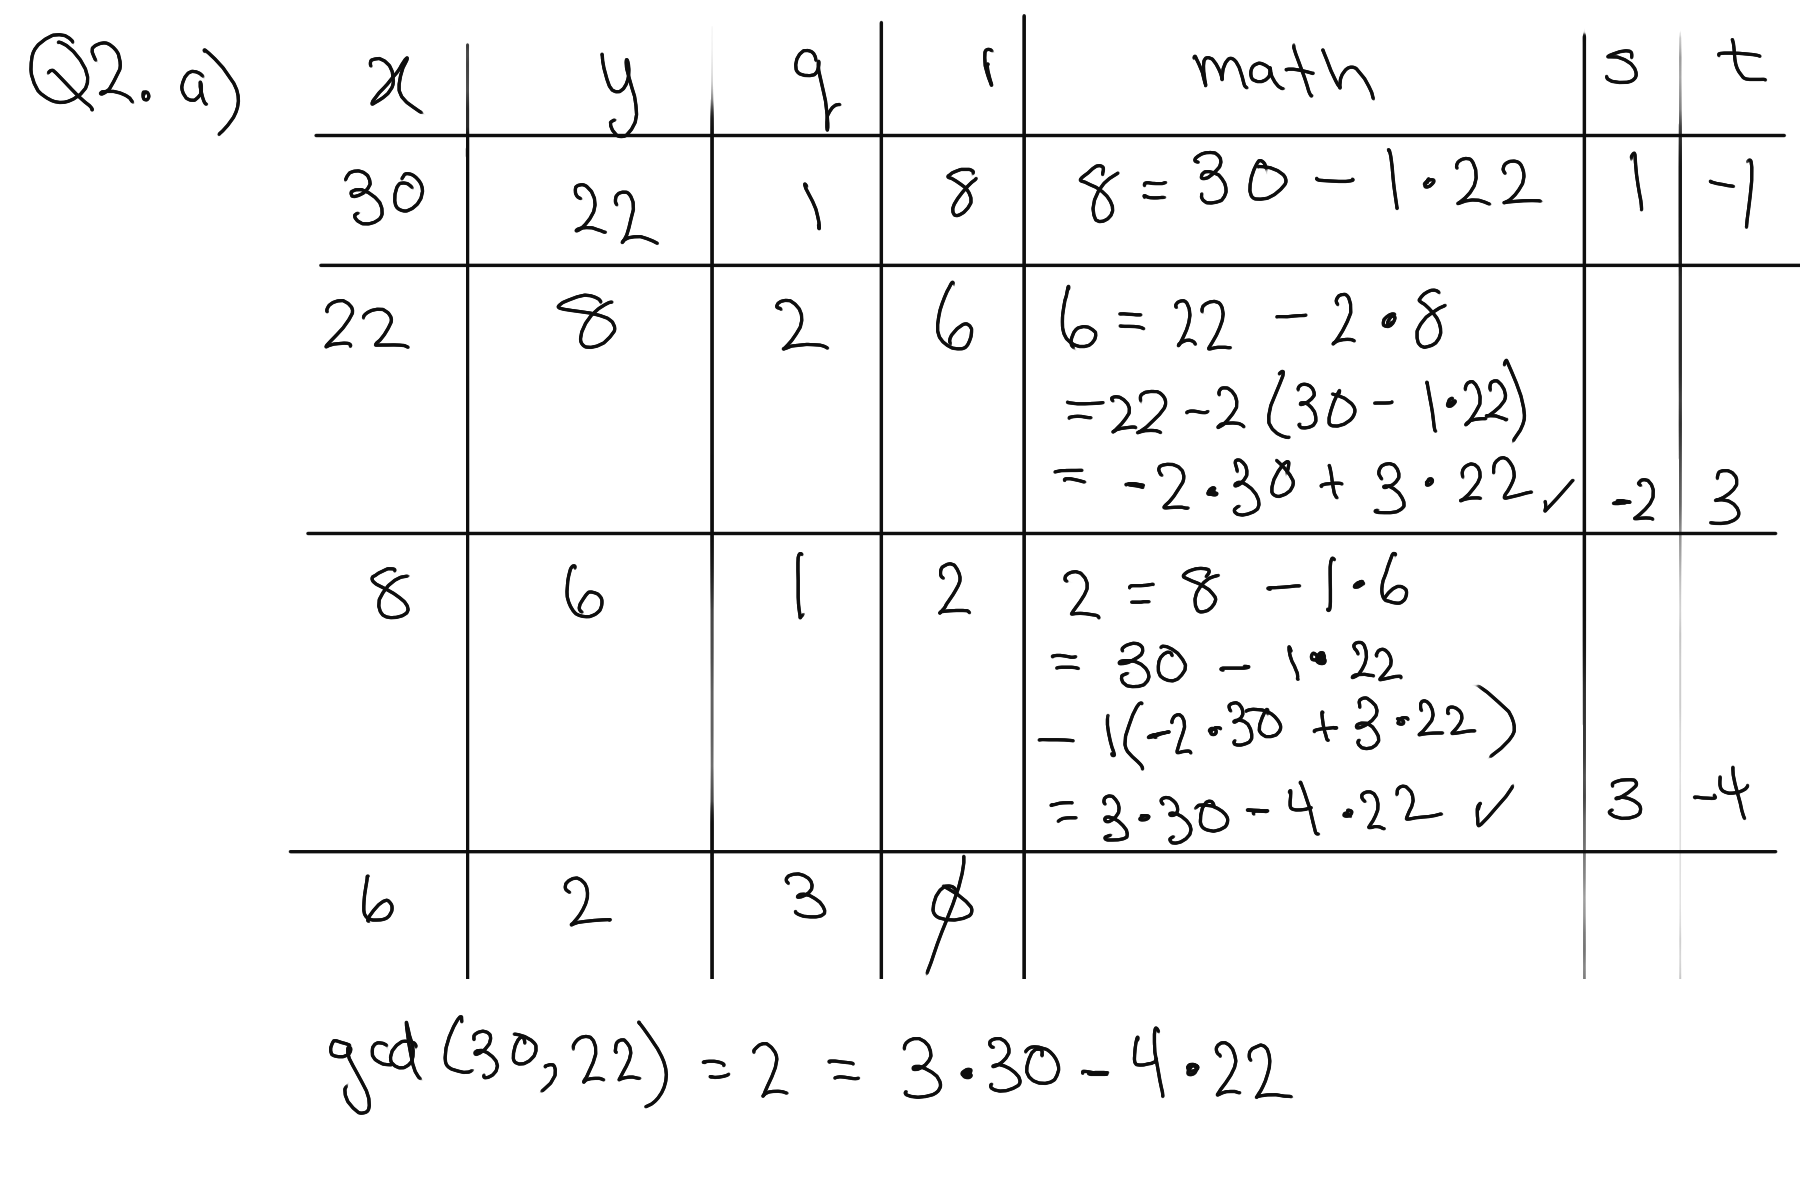 Q2. a) x y q r math s t
30 22 1 8 8 = 30 - 1·22 1 -1
22 8 2 6 6 = 22 - 2·8
= 22 - 2(30 - 1·22)
= -2·30 + 3·22 ✓ -2 3
8 6 1 2 2 = 8 - 1·6
= 30 - 1·22
- 1(-2·30 + 3·22)
= 3·30 - 4·22 ✓ 3 -4
6 2 3 0
gcd(30,22) = 2 = 3·30 - 4·22